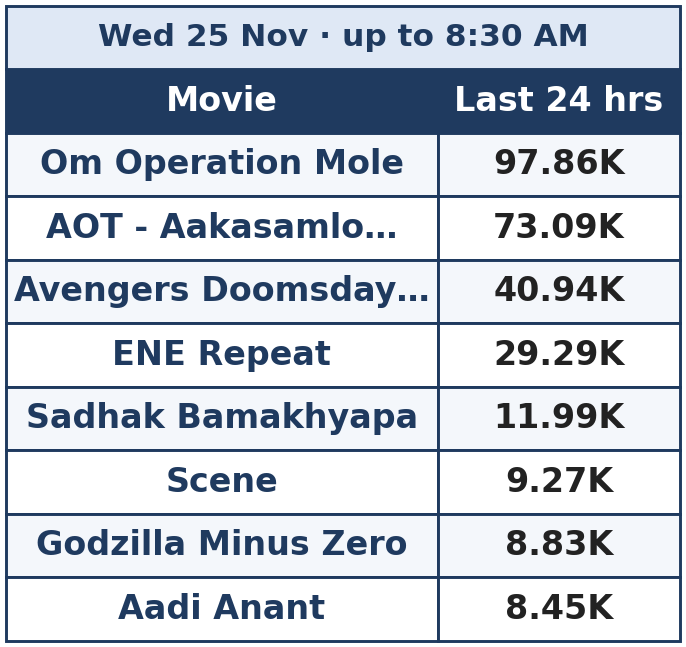 Wed 25 Nov · up to 8:30 AM
Movie Last 24 hrs
Om Operation Mole 97.86K
AOT - Aakasamlo... 73.09K
Avengers Doomsday... 40.94K
ENE Repeat 29.29K
Sadhak Bamakhyapa 11.99K
Scene 9.27K
Godzilla Minus Zero 8.83K
Aadi Anant 8.45K